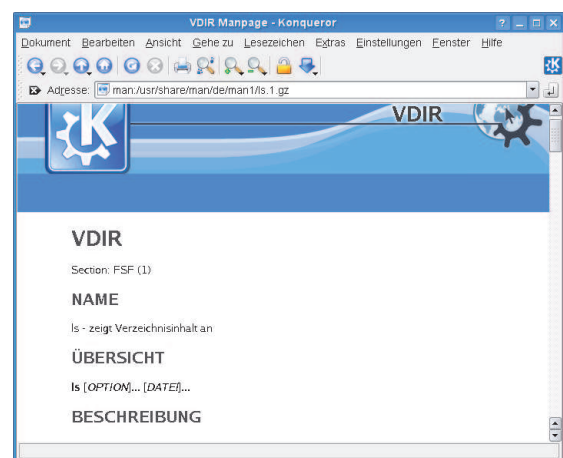 VDIR Manpage - Konqueror
Dokument Bearbeiten Ansicht Gehe zu Lesezeichen Extras Einstellungen Fenster Hilfe
Adresse: man:/usr/share/man/de/man1/ls.1.gz
VDIR
VDIR
Section: FSF (1)
NAME
ls - zeigt Verzeichnisinhalt an
ÜBERSICHT
ls [OPTION]... [DATEI]...
BESCHREIBUNG